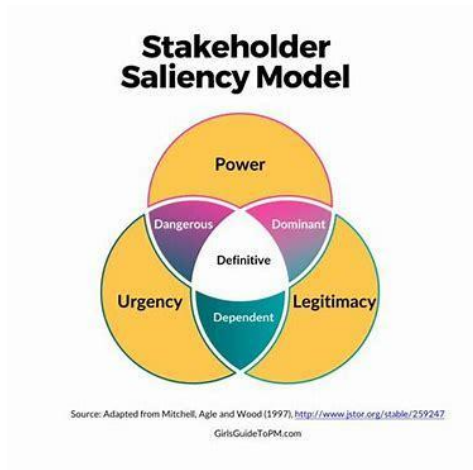 Stakeholder
Saliency Model
Power
Dangerous
Dominant
Definitive
Urgency
Legitimacy
Dependent
Source: Adapted from Mitchell, Agle and Wood (1997), http://www.jstor.org/stable/259247
GirlsGuideToPM.com